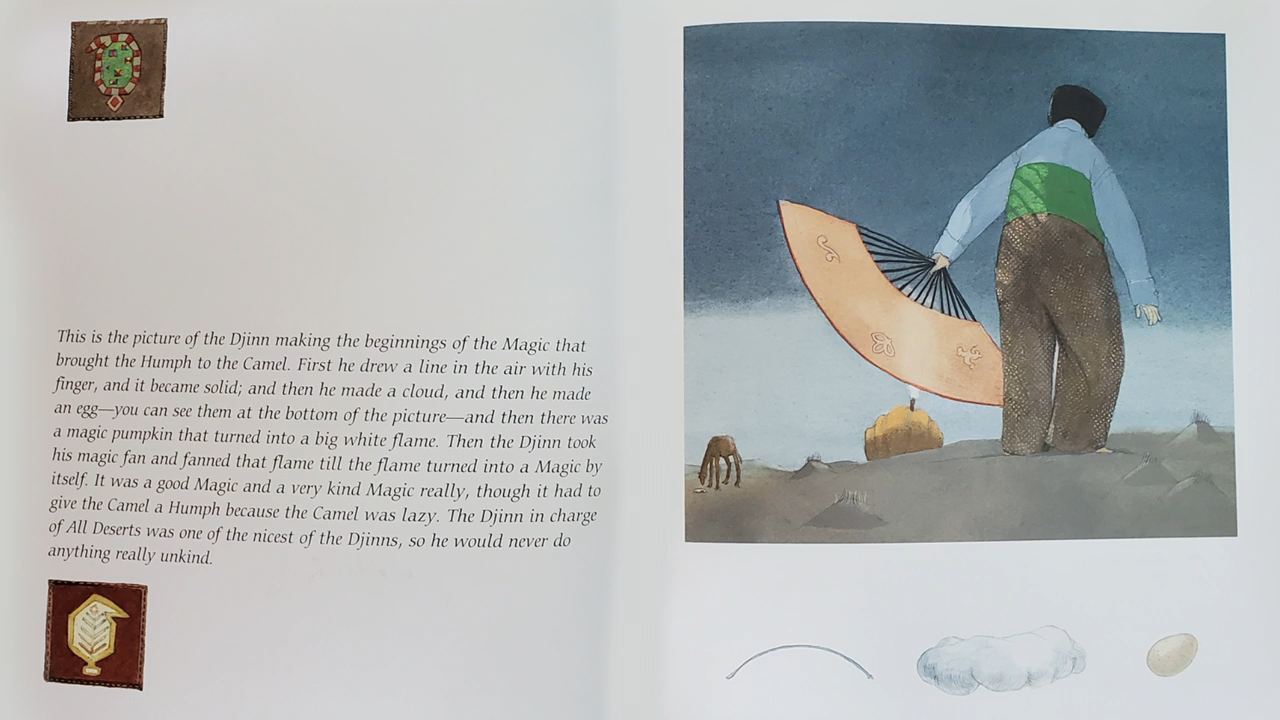 This is the picture of the Djinn making the beginnings of the Magic that
brought the Humph to the Camel. First he drew a line in the air with his
finger, and it became solid; and then he made a cloud, and then he made
an egg—you can see them at the bottom of the picture—and then there was
a magic pumpkin that turned into a big white flame. Then the Djinn took
his magic fan and fanned that flame till the flame turned into a Magic by
itself. It was a good Magic and a very kind Magic really, though it had to
give the Camel a Humph because the Camel was lazy. The Djinn in charge
of All Deserts was one of the nicest of the Djinns, so he would never do
anything really unkind.